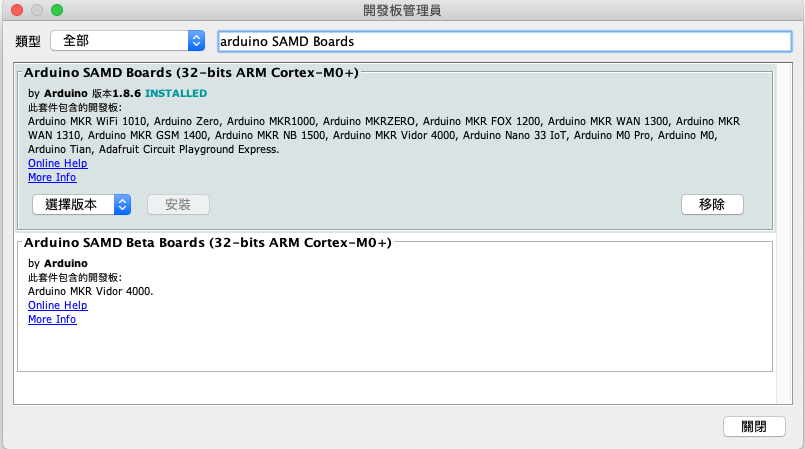 開發板管理員
類型 全部 arduino SAMD Boards
Arduino SAMD Boards (32-bits ARM Cortex-M0+)
by Arduino 版本1.8.6 INSTALLED
此套件包含的開發板:
Arduino MKR WiFi 1010, Arduino Zero, Arduino MKR1000, Arduino MKRZERO, Arduino MKR FOX 1200, Arduino MKR WAN 1300, Arduino MKR
WAN 1310, Arduino MKR GSM 1400, Arduino MKR NB 1500, Arduino MKR Vidor 4000, Arduino Nano 33 IoT, Arduino M0 Pro, Arduino M0,
Arduino Tian, Adafruit Circuit Playground Express.
Online Help
More Info
選擇版本 安裝 移除
Arduino SAMD Beta Boards (32-bits ARM Cortex-M0+)
by Arduino
此套件包含的開發板:
Arduino MKR Vidor 4000.
Online Help
More Info
關閉